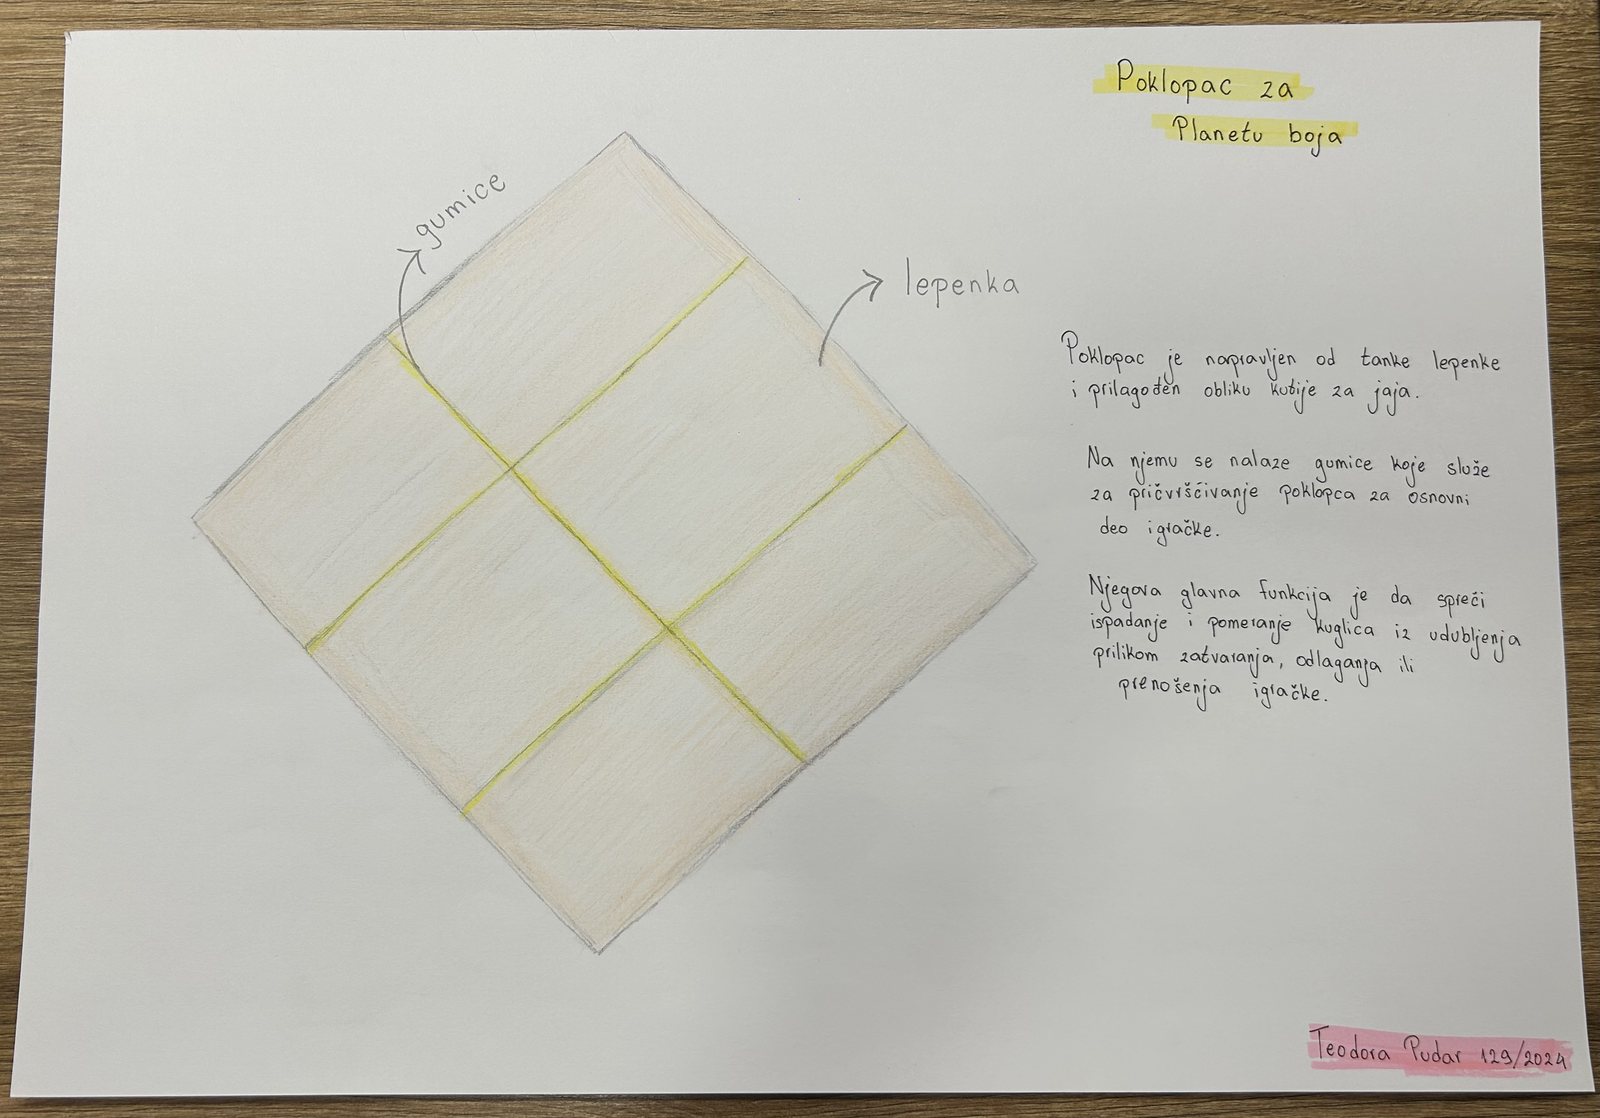 Poklopac za
Planetu boja
gumice
lepenka
Poklopac je napravljen od tanke lepenke
i prilagođen obliku kutije za jaja.
Na njemu se nalaze gumice koje služe
za pričvršćivanje poklopca za osnovni
deo igračke.
Njegova glavna funkcija je da spreči
ispadanje i pomeranje kuglica iz udubljenja
prilikom zatvaranja, odlaganja ili
prenošenja igračke.
Teodora Pudar 129/2024